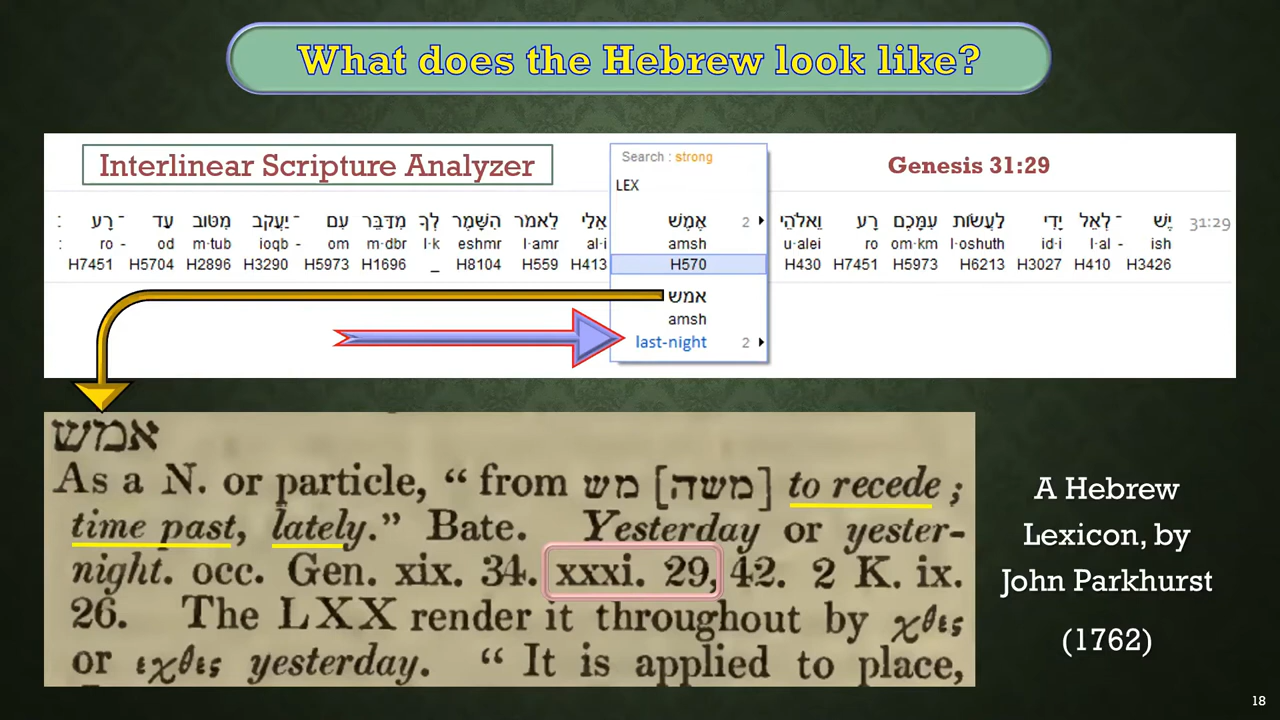 What does the Hebrew look like?
Interlinear Scripture Analyzer
Search : strong
Genesis 31:29
LEX
31:29 יֶשׁ לְאֵל ־ יָדִי לַעֲשׂוֹת עִמָּכֶם רָע וֵאלֹהֵי אֶמֶשׁ 2 אֵלַי לֵאמֹר הִשָּׁמֶר לְךָ מִדַּבֵּר עִם ־ יַעֲקֹב מִטּוֹב עַד ־ רָע :
: ro - od m·tub ioqb - om m·dbr l·k eshmr l·amr al·i amsh u·alei ro om·km l·oshuth id·i l·al - ish
H7451 H5704 H2896 H3290 H5973 H1696 _ H8104 H559 H413 H570 H430 H7451 H5973 H6213 H3027 H410 H3426
אמש
amsh
last-night 2
אמש
As a N. or particle, “ from מש [משה] to recede ;
time past, lately.” Bate. Yesterday or yester-
night. occ. Gen. xix. 34. xxxi. 29, 42. 2 K. ix.
26. The LXX render it throughout by χθες
or εχθες yesterday. “ It is applied to place,
A Hebrew
Lexicon, by
John Parkhurst
(1762)
18